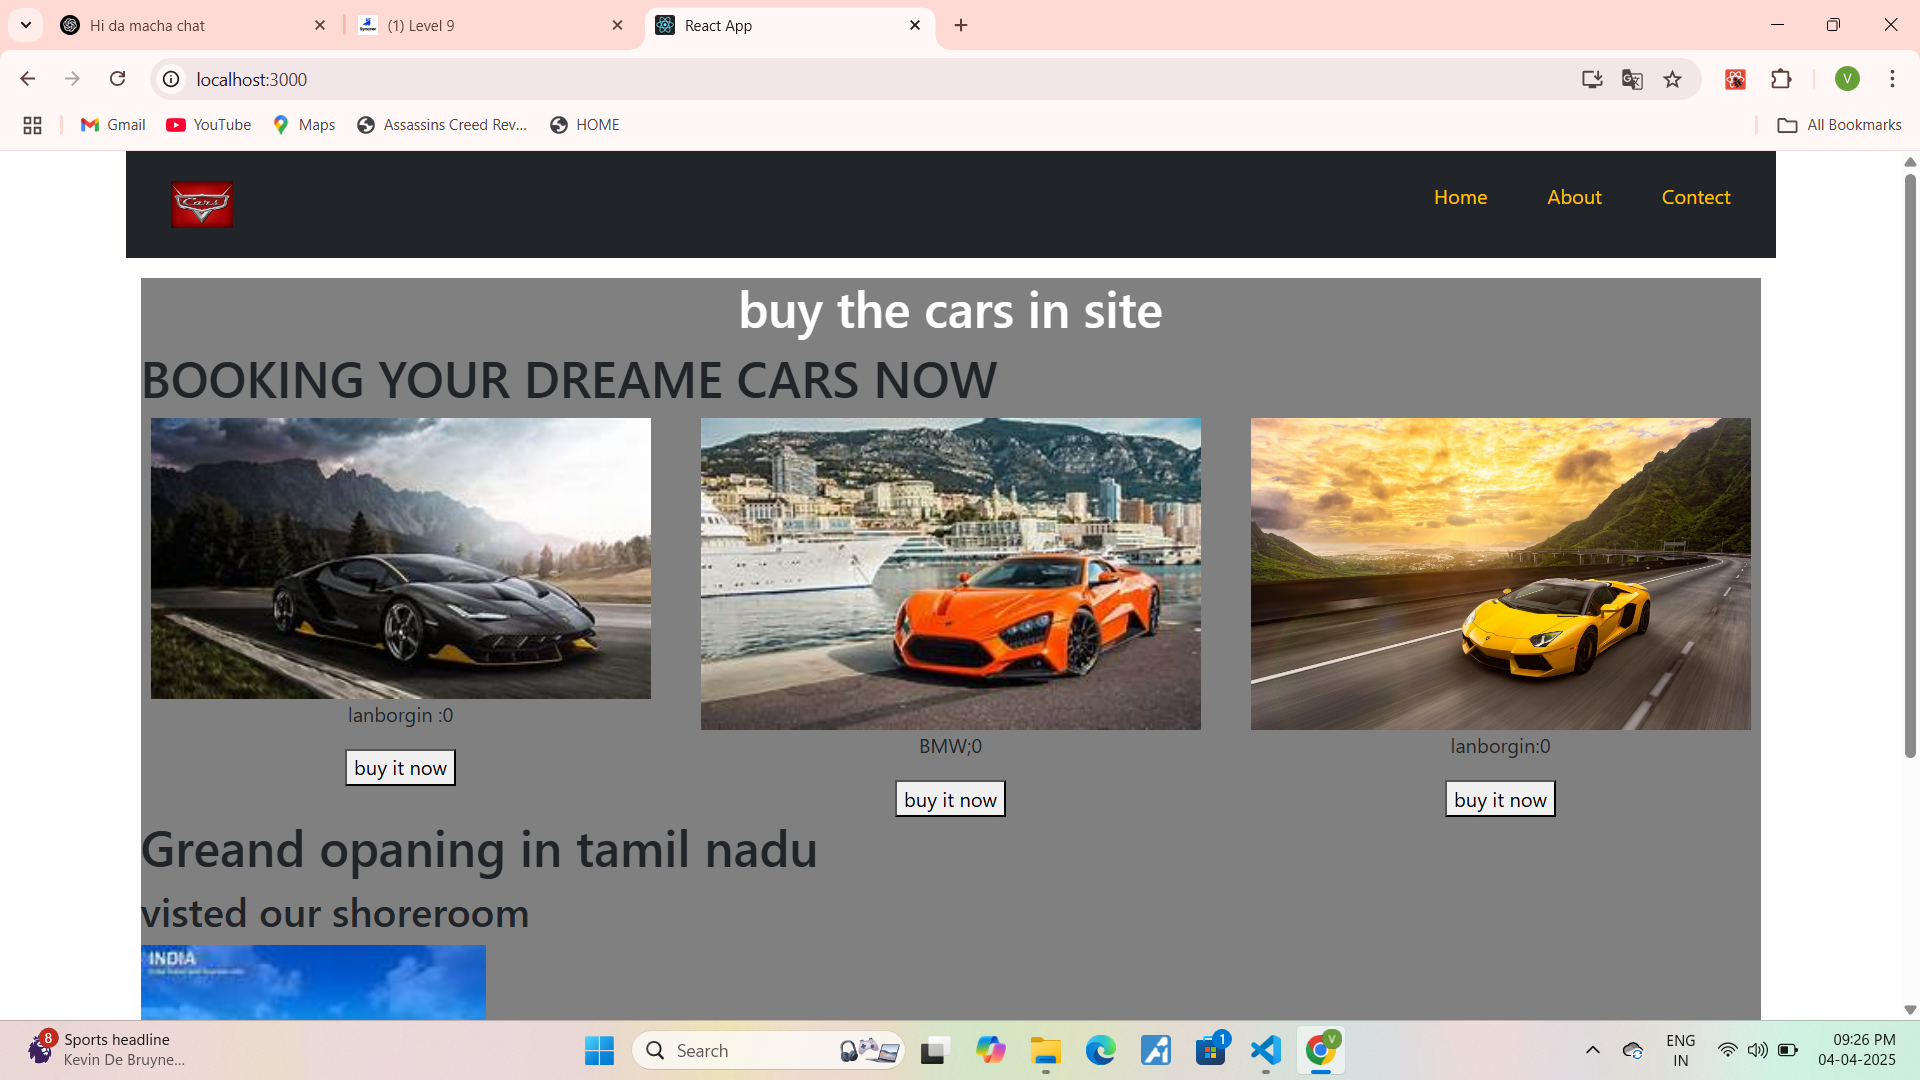 Hi da macha chat
(1) Level 9
React App
localhost:3000
Gmail
YouTube
Maps
Assassins Creed Rev...
HOME
All Bookmarks
V
Cars
Home
About
Contect
buy the cars in site
BOOKING YOUR DREAME CARS NOW
lanborgin :0
BMW;0
lanborgin:0
buy it now
buy it now
buy it now
Greand opaning in tamil nadu
visted our shoreroom
INDIA
8
Sports headline
Kevin De Bruyne...
Search
1
V
ENG
IN
09:26 PM
04-04-2025